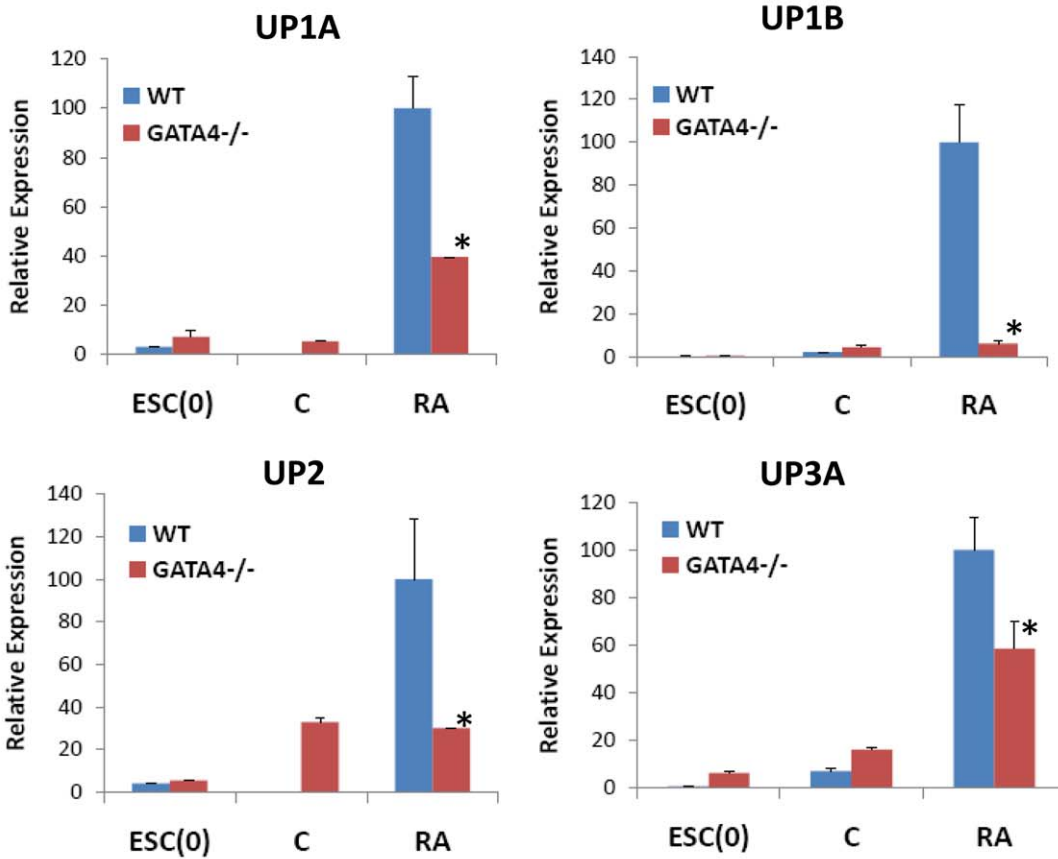 UP1A
120
100
80
60
40
20
0
Relative Expression
WT
GATA4-/-
*
ESC(0) C RA
UP1B
140
120
100
80
60
40
20
0
Relative Expression
WT
GATA4-/-
*
ESC(0) C RA
UP2
140
120
100
80
60
40
20
0
Relative Expression
WT
GATA4-/-
*
ESC(0) C RA
UP3A
120
100
80
60
40
20
0
Relative Expression
WT
GATA4-/-
*
ESC(0) C RA